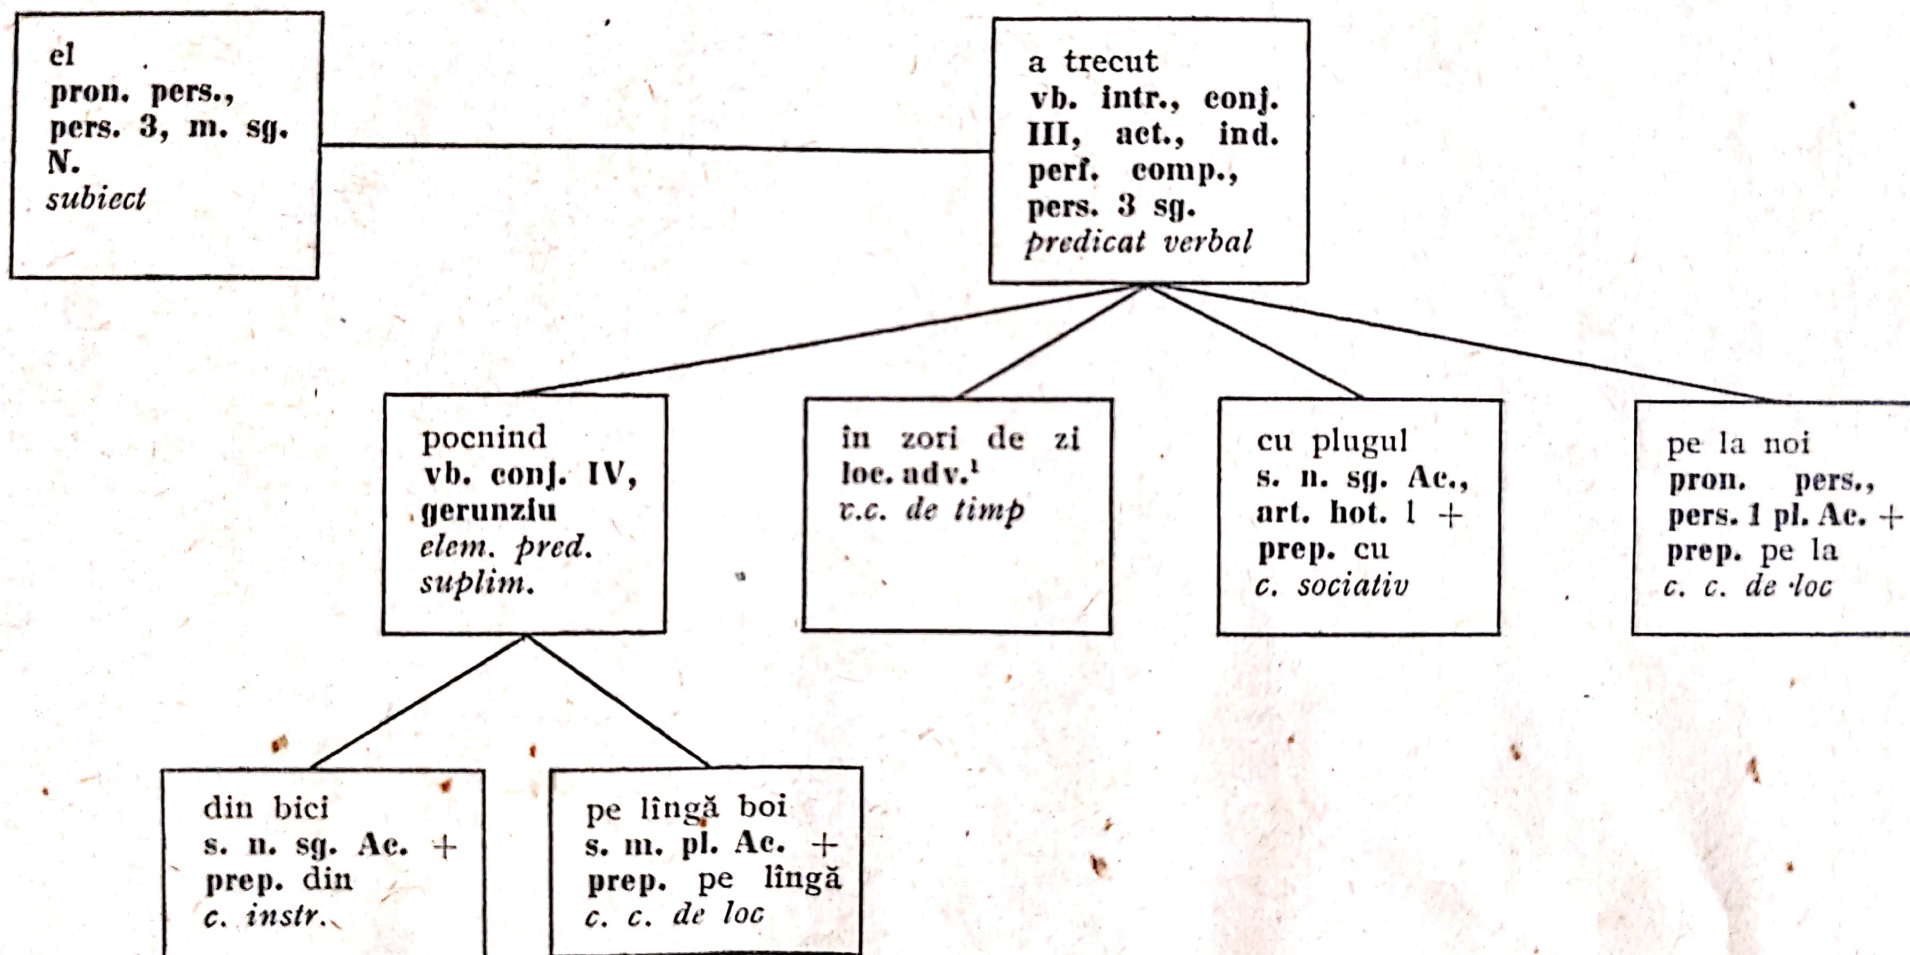 el
pron. pers.,
pers. 3, m. sg.
N.
subiect
a trecut
vb. intr., conj.
III, act., ind.
perf. comp.,
pers. 3 sg.
predicat verbal
pocnind
vb. conj. IV,
gerunziu
elem. pred.
suplim.
în zori de zi
loc. adv.¹
c.c. de timp
cu plugul
s. n. sg. Ac.,
art. hot. l +
prep. cu
c. sociativ
pe la noi
pron. pers.,
pers. 1 pl. Ac. +
prep. pe la
c. c. de loc
din bici
s. n. sg. Ac. +
prep. din
c. instr.
pe lîngă boi
s. m. pl. Ac. +
prep. pe lîngă
c. c. de loc